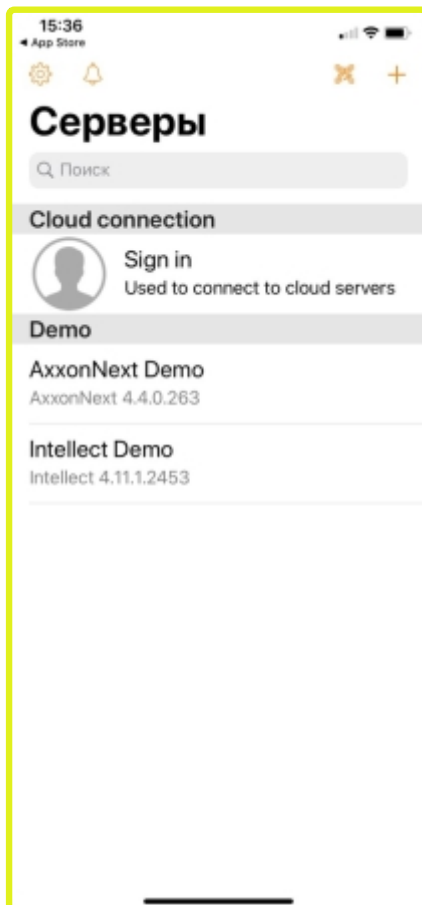 15:36
◀ App Store
Серверы
Поиск
Cloud connection
Sign in
Used to connect to cloud servers
Demo
AxxonNext Demo
AxxonNext 4.4.0.263
Intellect Demo
Intellect 4.11.1.2453